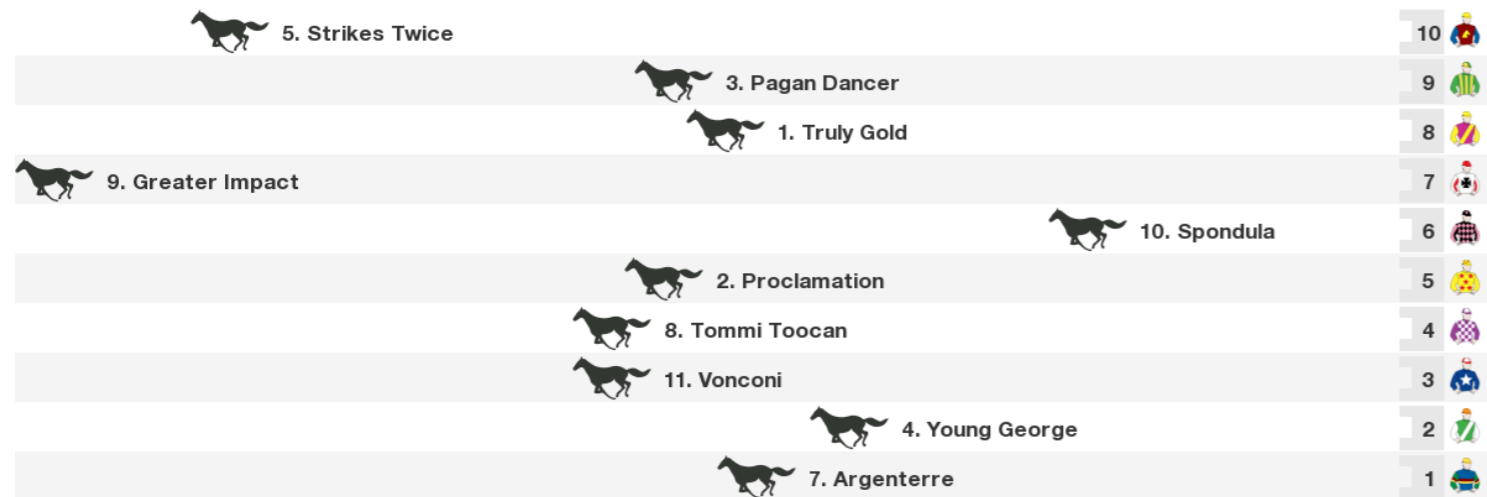 5. Strikes Twice 10
3. Pagan Dancer 9
1. Truly Gold 8
9. Greater Impact 7
10. Spondula 6
2. Proclamation 5
8. Tommi Toocan 4
11. Vonconi 3
4. Young George 2
7. Argenterre 1